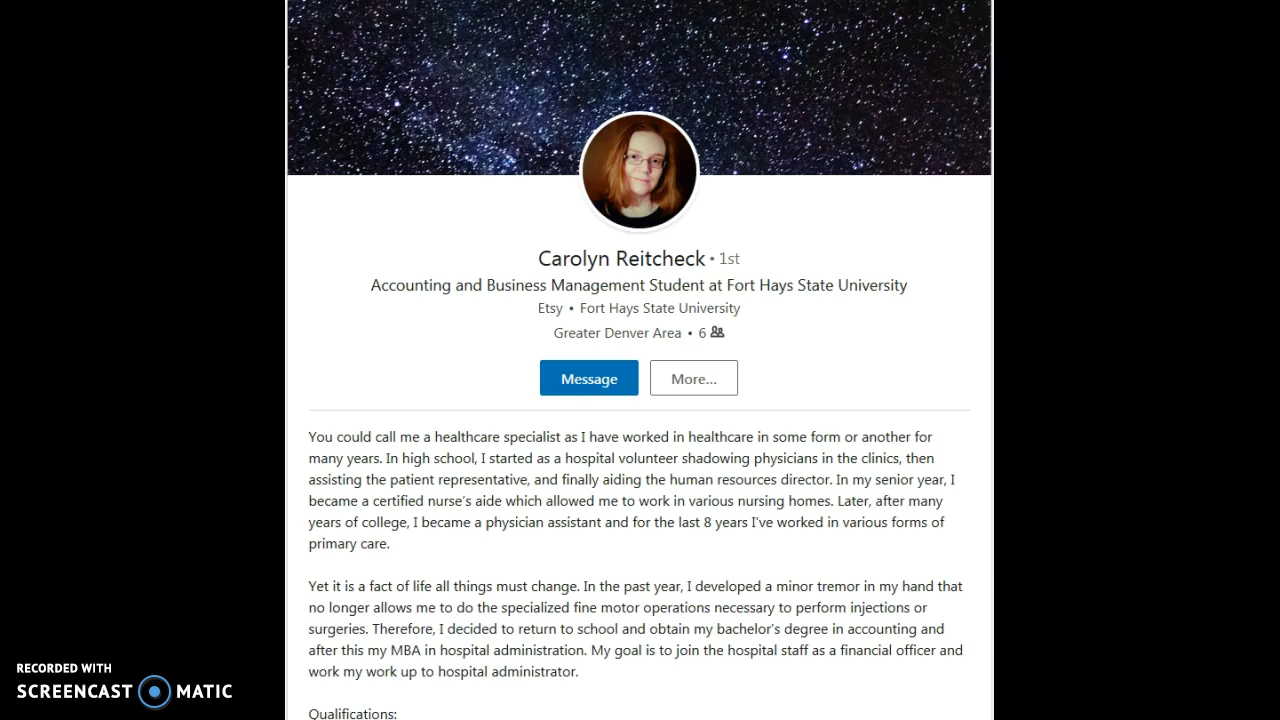 Carolyn Reitcheck • 1st
Accounting and Business Management Student at Fort Hays State University
Etsy • Fort Hays State University
Greater Denver Area • 6
Message More...
You could call me a healthcare specialist as I have worked in healthcare in some form or another for
many years. In high school, I started as a hospital volunteer shadowing physicians in the clinics, then
assisting the patient representative, and finally aiding the human resources director. In my senior year, I
became a certified nurse's aide which allowed me to work in various nursing homes. Later, after many
years of college, I became a physician assistant and for the last 8 years I've worked in various forms of
primary care.
Yet it is a fact of life all things must change. In the past year, I developed a minor tremor in my hand that
no longer allows me to do the specialized fine motor operations necessary to perform injections or
surgeries. Therefore, I decided to return to school and obtain my bachelor's degree in accounting and
after this my MBA in hospital administration. My goal is to join the hospital staff as a financial officer and
work my work up to hospital administrator.
Qualifications:
RECORDED WITH
SCREENCAST MATIC